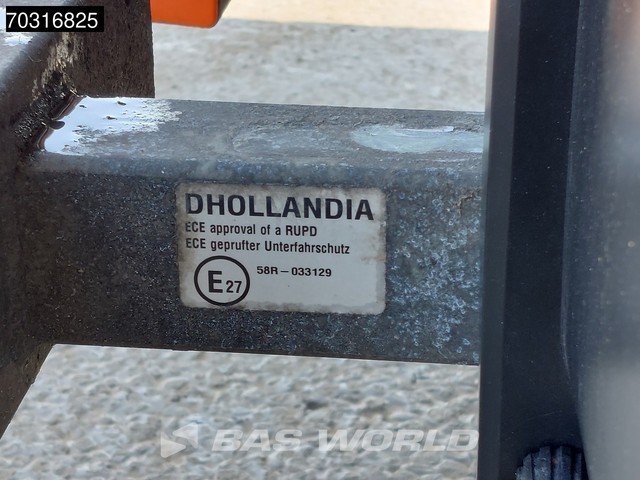 70316825
DHOLLANDIA
ECE approval of a RUPD
ECE geprufter Unterfahrschutz
E27
58R-033129
BAS WORLD